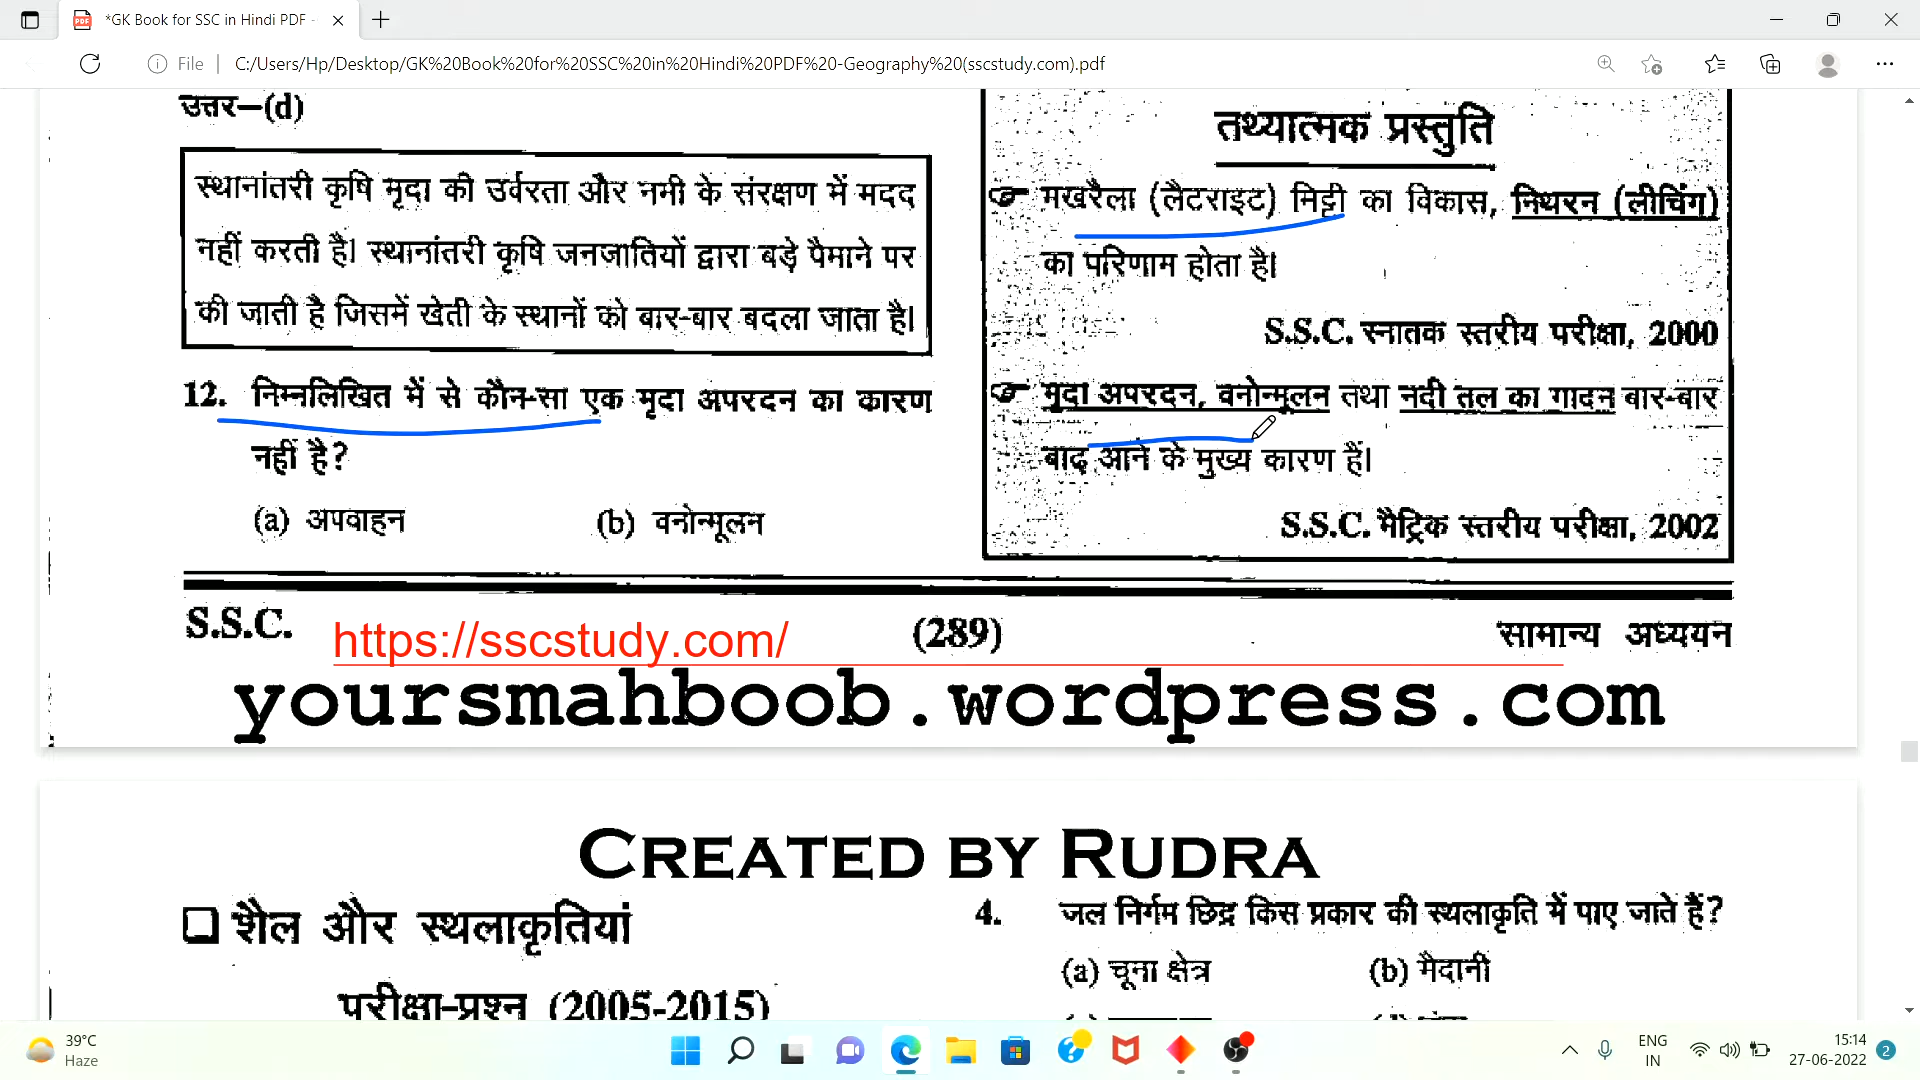 *GK Book for SSC in Hindi PDF -
File
C:/Users/Hp/Desktop/GK%20Book%20for%20SSC%20in%20Hindi%20PDF%20-Geography%20(sscstudy.com).pdf
उत्तर–(d)
स्थानांतरी कृषि मृदा की उर्वरता और नमी के संरक्षण में मदद
नहीं करती है। स्थानांतरी कृषि जनजातियों द्वारा बड़े पैमाने पर
की जाती है जिसमें खेती के स्थानों को बार-बार बदला जाता है।
12. निम्नलिखित में से कौन-सा एक मृदा अपरदन का कारण
नहीं है?
(a) अपवाहन (b) वनोन्मूलन
तथ्यात्मक प्रस्तुति
मखरैला (लैटराइट) मिट्टी का विकास, निथरन (लीचिंग)
का परिणाम होता है।
S.S.C. स्नातक स्तरीय परीक्षा, 2000
मृदा अपरदन, वनोन्मूलन तथा नदी तल का गादन बार-बार
बाढ़ आने के मुख्य कारण हैं।
S.S.C. मैट्रिक स्तरीय परीक्षा, 2002
S.S.C. https://sscstudy.com/ (289) सामान्य अध्ययन
yoursmahboob.wordpress.com
CREATED BY RUDRA
शैल और स्थलाकृतियां
परीक्षा-प्रश्न (2005-2015)
4. जल निर्गम छिद्र किस प्रकार की स्थलाकृति में पाए जाते हैं?
(a) चूना क्षेत्र (b) मैदानी
39°C
Haze
ENG
IN
15:14
27-06-2022
2